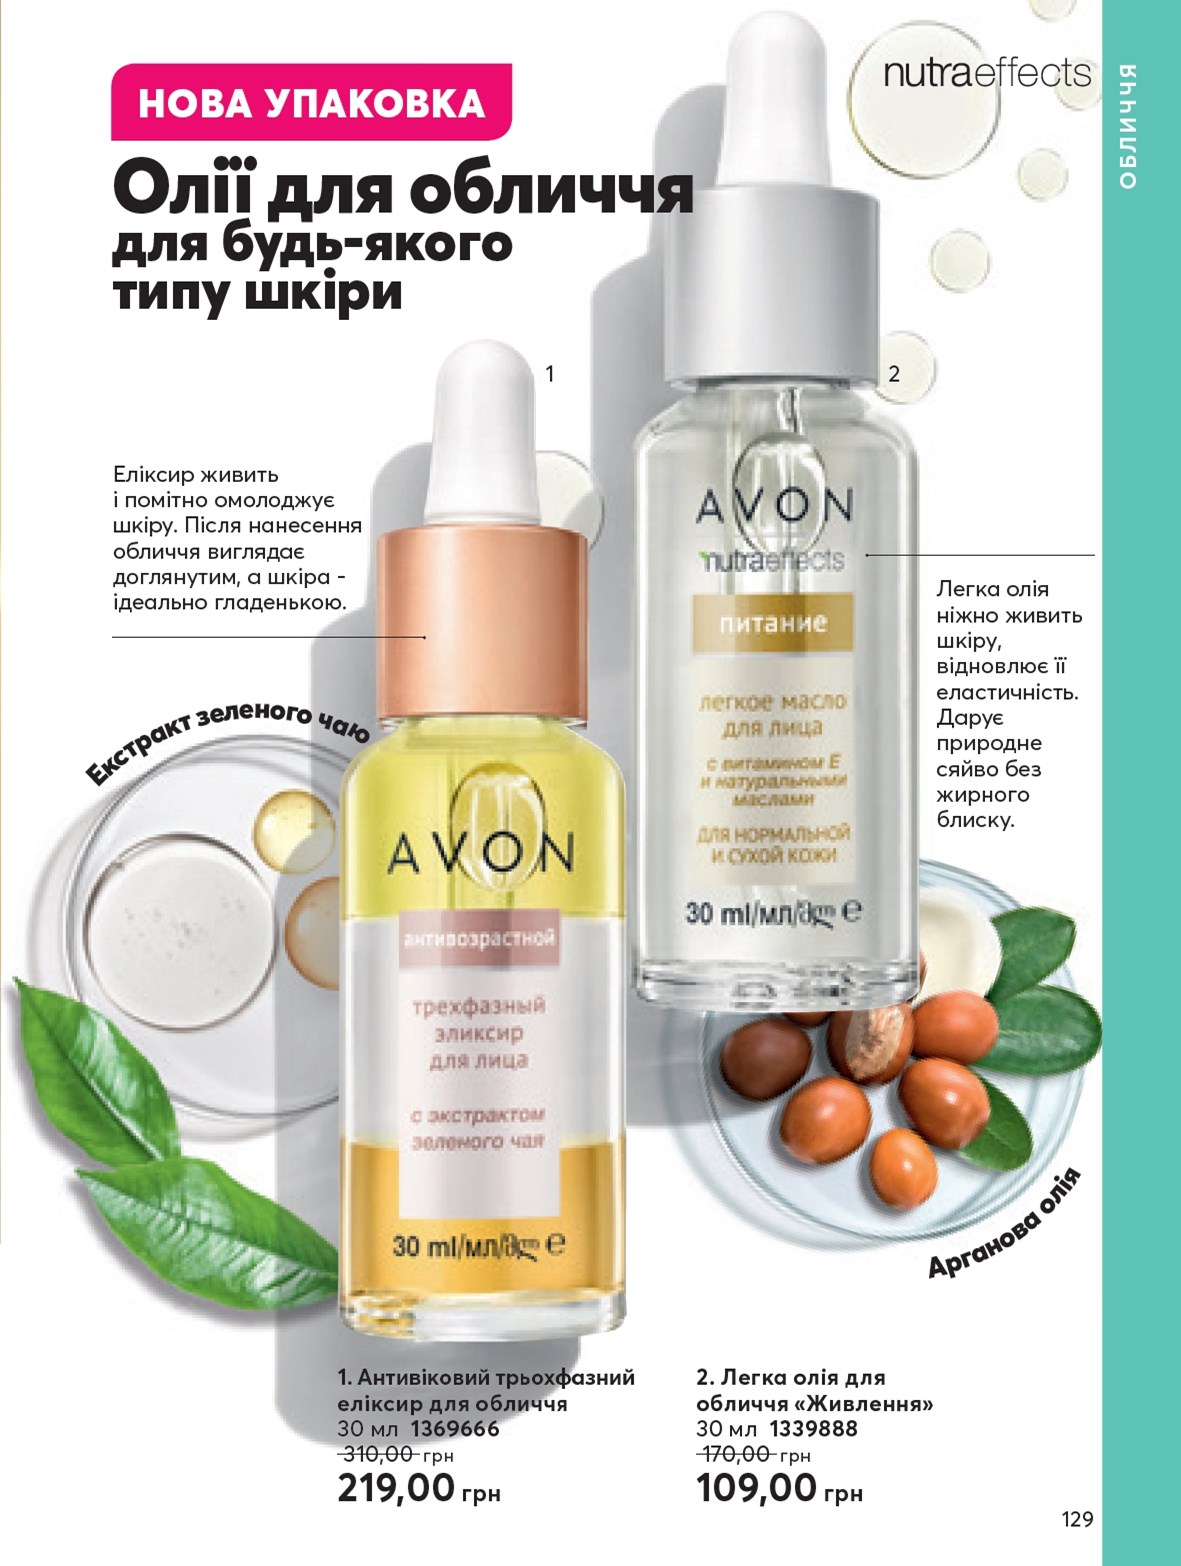 nutraeffects
ОБЛИЧЧЯ
НОВА УПАКОВКА
Олії для обличчя
для будь-якого
типу шкіри
1
2
Еліксир живить
і помітно омолоджує
шкіру. Після нанесення
обличчя виглядає
доглянутим, а шкіра -
ідеально гладенькою.
AVON
nutraeffects
питание
легкое масло
для лица
с витамином Е
и натуральными
маслами
для нормальной
и сухой кожи
30 ml/мл/ e
Легка олія
ніжно живить
шкіру,
відновлює її
еластичність.
Дарує
природне
сяйво без
жирного
блиску.
Екстракт зеленого чаю
AVON
антивозрастной
трехфазный
эликсир
для лица
с экстрактом
зеленого чая
30 ml/мл/ e
Арганова олія
1. Антивіковий трьохфазний
еліксир для обличчя
30 мл 1369666
310,00 грн
219,00 грн
2. Легка олія для
обличчя «Живлення»
30 мл 1339888
170,00 грн
109,00 грн
129